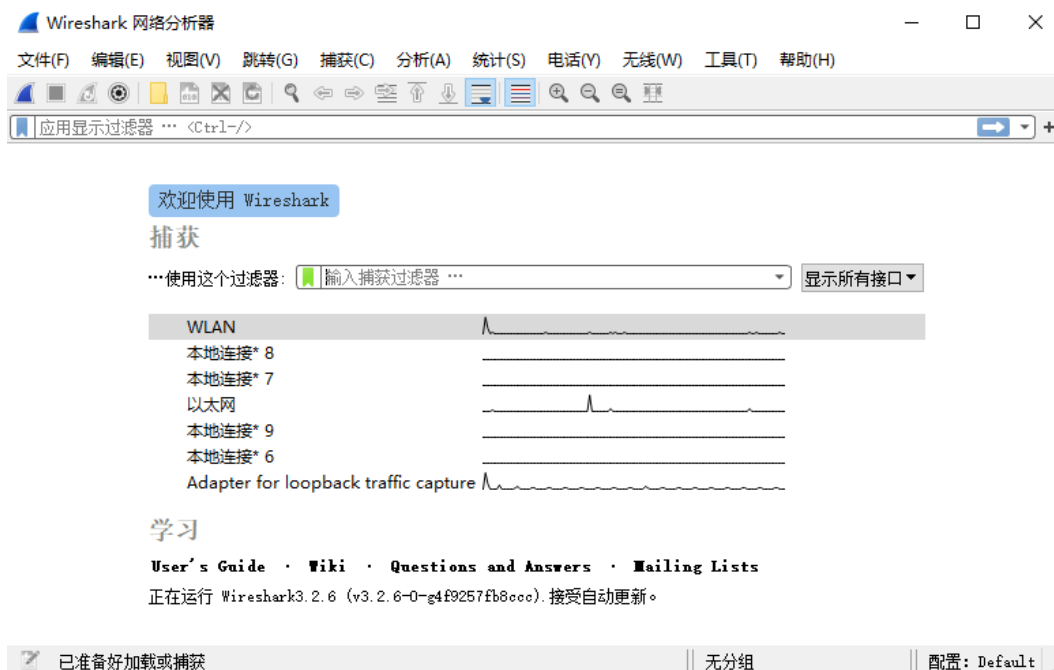 Wireshark 网络分析器
文件(F) 编辑(E) 视图(V) 跳转(G) 捕获(C) 分析(A) 统计(S) 电话(Y) 无线(W) 工具(T) 帮助(H)
应用显示过滤器 … <Ctrl-/>
欢迎使用 Wireshark
捕获
…使用这个过滤器: 输入捕获过滤器 … 显示所有接口
WLAN
本地连接* 8
本地连接* 7
以太网
本地连接* 9
本地连接* 6
Adapter for loopback traffic capture
学习
User's Guide · Wiki · Questions and Answers · Mailing Lists
正在运行 Wireshark3.2.6 (v3.2.6-0-g4f9257fb8ccc).接受自动更新。
已准备好加载或捕获 无分组 配置: Default